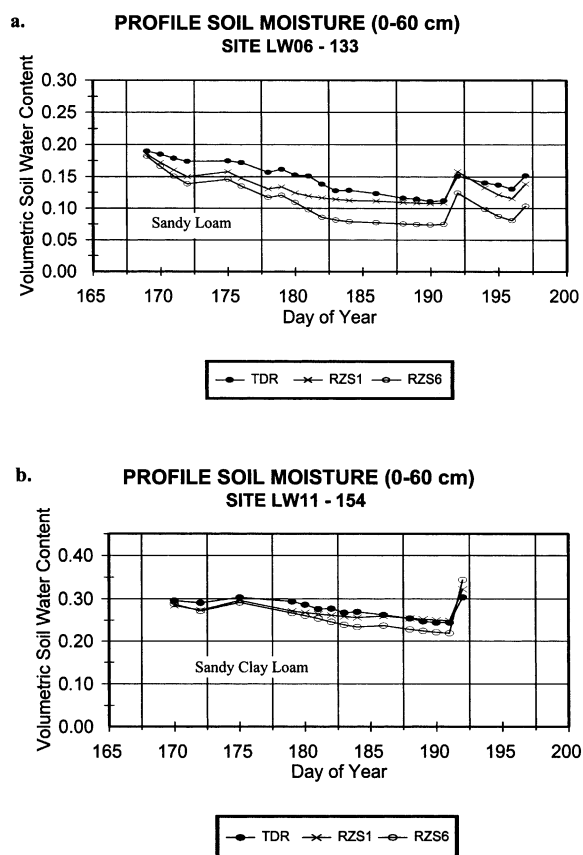 a.
PROFILE SOIL MOISTURE (0-60 cm)
SITE LW06 - 133
Volumetric Soil Water Content
0.30
0.25
0.20
0.15
0.10
0.05
0.00
Sandy Loam
165 170 175 180 185 190 195 200
Day of Year
TDR RZS1 RZS6
b.
PROFILE SOIL MOISTURE (0-60 cm)
SITE LW11 - 154
Volumetric Soil Water Content
0.40
0.30
0.20
0.10
0.00
Sandy Clay Loam
165 170 175 180 185 190 195 200
Day of Year
TDR RZS1 RZS6